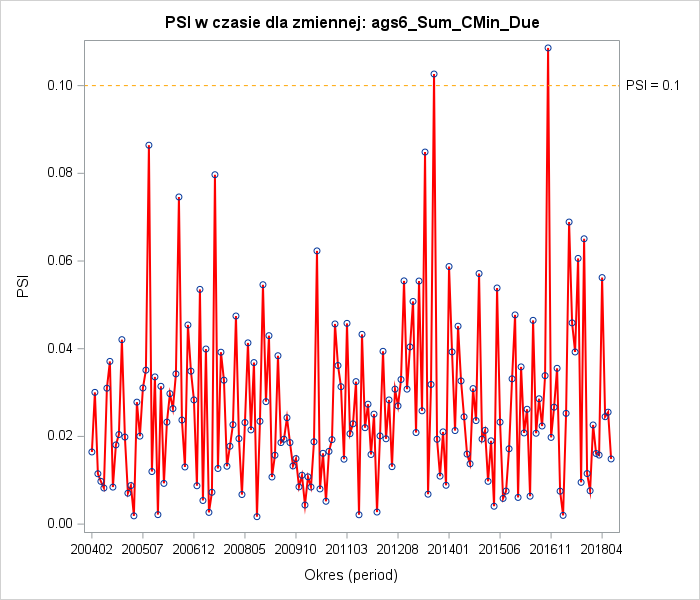 PSI w czasie dla zmiennej: ags6_Sum_CMin_Due
0.10
PSI = 0.1
0.08
0.06
PSI
0.04
0.02
0.00
200402 200507 200612 200805 200910 201103 201208 201401 201506 201611 201804
Okres (period)